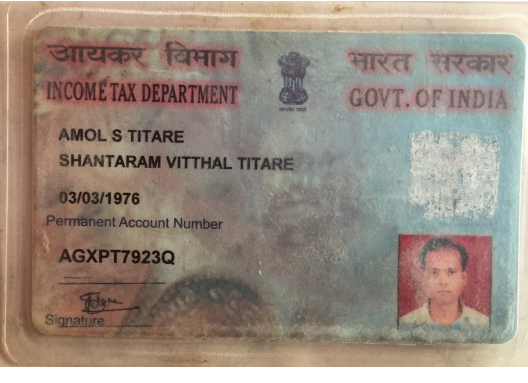 आयकर विभाग
INCOME TAX DEPARTMENT
भारत सरकार
GOVT. OF INDIA
AMOL S TITARE
SHANTARAM VITTHAL TITARE
03/03/1976
Permanent Account Number
AGXPT7923Q
Signature